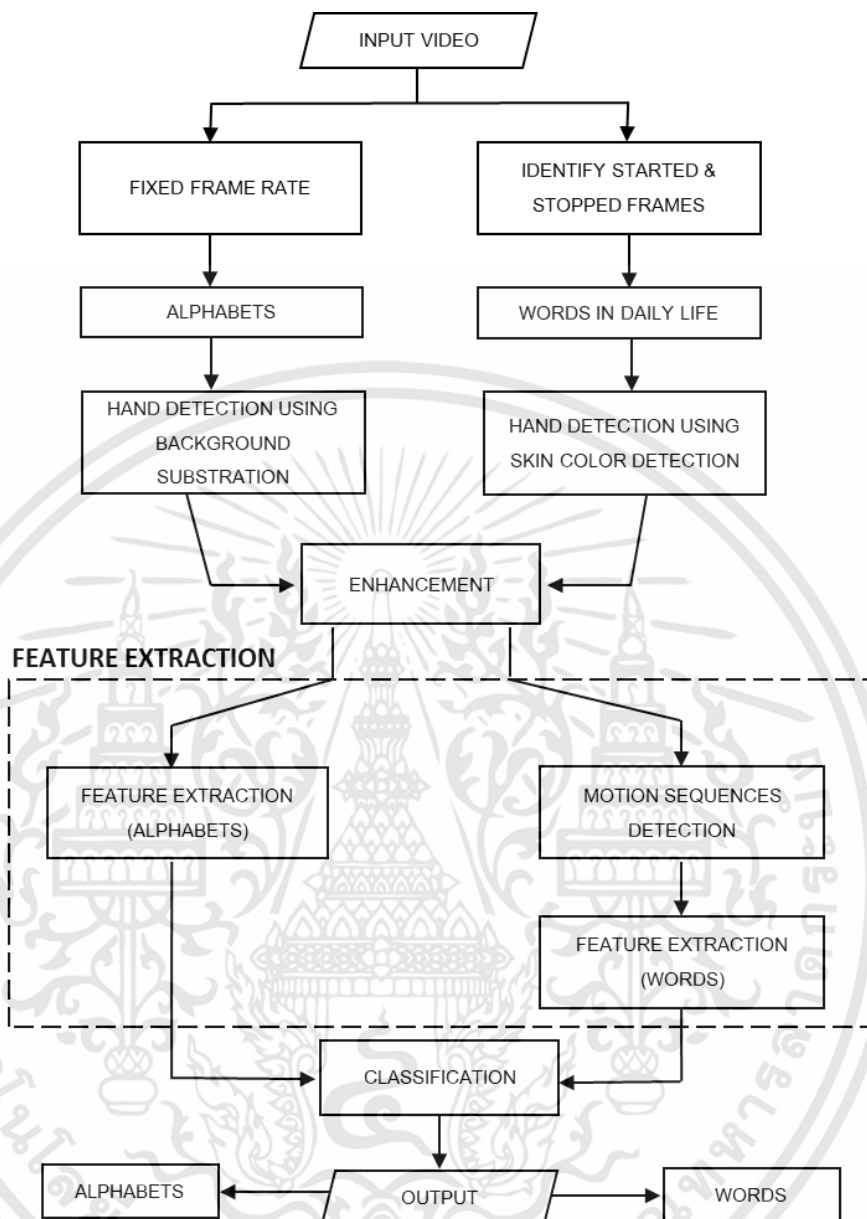 INPUT VIDEO
FIXED FRAME RATE
IDENTIFY STARTED &
STOPPED FRAMES
ALPHABETS
WORDS IN DAILY LIFE
HAND DETECTION USING
BACKGROUND
SUBSTRATION
HAND DETECTION USING
SKIN COLOR DETECTION
ENHANCEMENT
FEATURE EXTRACTION
FEATURE EXTRACTION
(ALPHABETS)
MOTION SEQUENCES
DETECTION
FEATURE EXTRACTION
(WORDS)
CLASSIFICATION
ALPHABETS
OUTPUT
WORDS